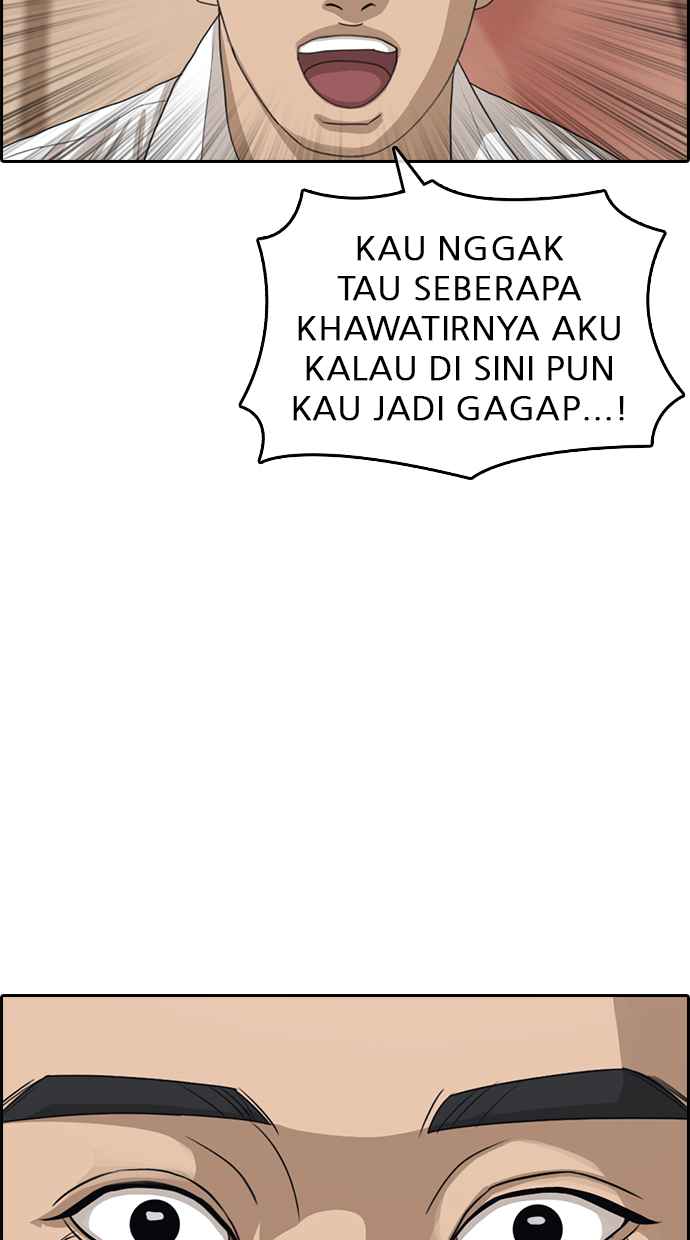 KAU NGGAK
TAU SEBERAPA
KHAWATIRNYA AKU
KALAU DI SINI PUN
KAU JADI GAGAP...!